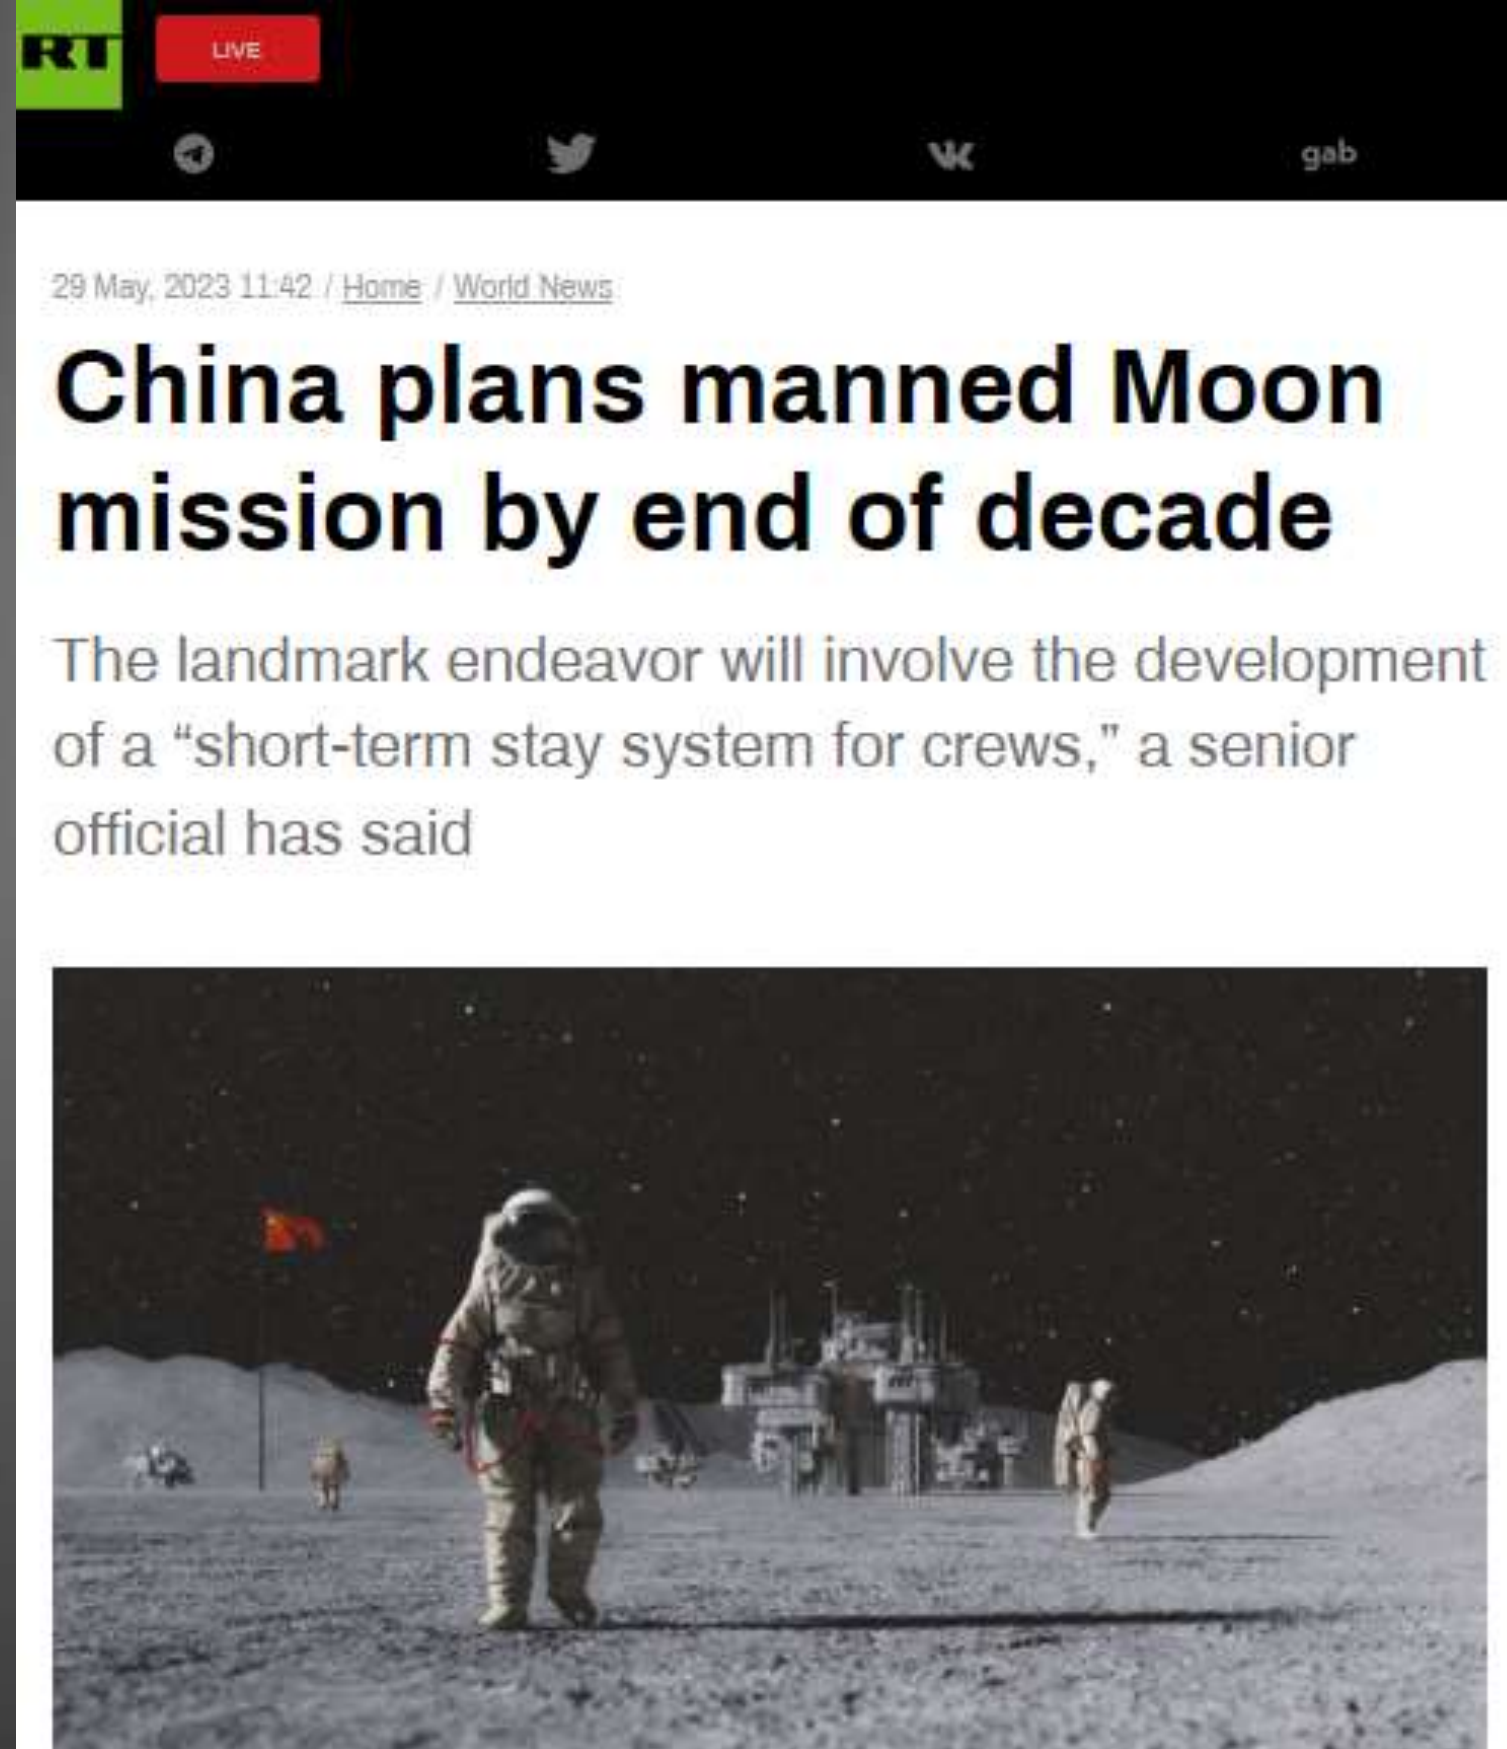 RT
LIVE
gab
29 May, 2023 11:42 / Home / World News
China plans manned Moon
mission by end of decade
The landmark endeavor will involve the development
of a “short-term stay system for crews,” a senior
official has said